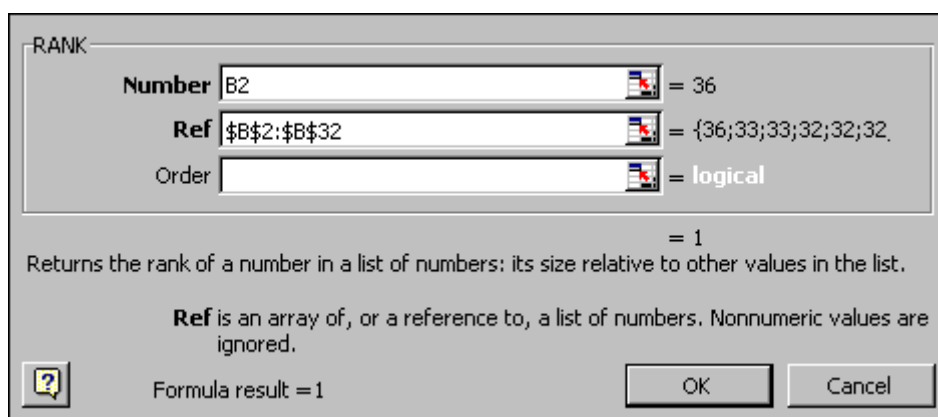 RANK
Number B2 = 36
Ref $B$2:$B$32 = {36;33;33;32;32;32
Order = logical
= 1
Returns the rank of a number in a list of numbers: its size relative to other values in the list.
Ref is an array of, or a reference to, a list of numbers. Nonnumeric values are
ignored.
Formula result =1
OK
Cancel